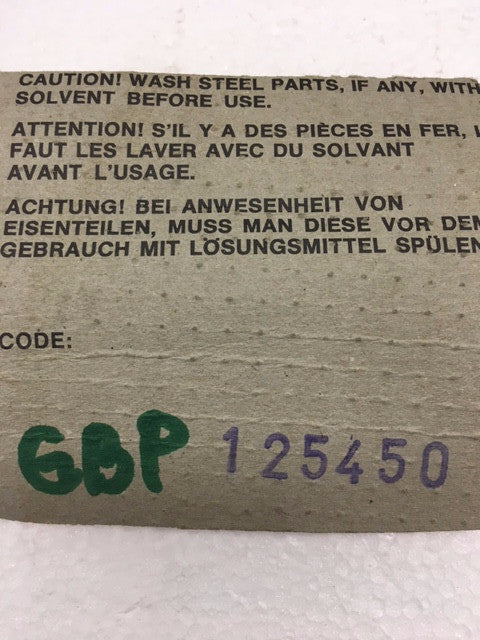 CAUTION! WASH STEEL PARTS, IF ANY, WITH
SOLVENT BEFORE USE.
ATTENTION! S'IL Y A DES PIÈCES EN FER, I
FAUT LES LAVER AVEC DU SOLVANT
AVANT L'USAGE.
ACHTUNG! BEI ANWESENHEIT VON
EISENTEILEN, MUSS MAN DIESE VOR DEM
GEBRAUCH MIT LÖSUNGSMITTEL SPÜLEN
CODE:
GBP 125450